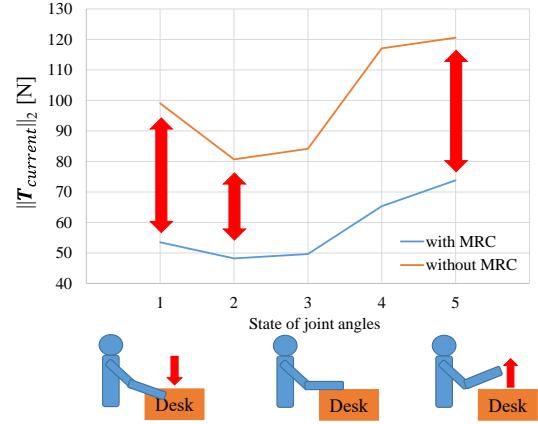 130
120
110
100
90
80
70
60
50
40
||T_current||₂ [N]
with MRC
without MRC
1 2 3 4 5
State of joint angles
Desk Desk Desk